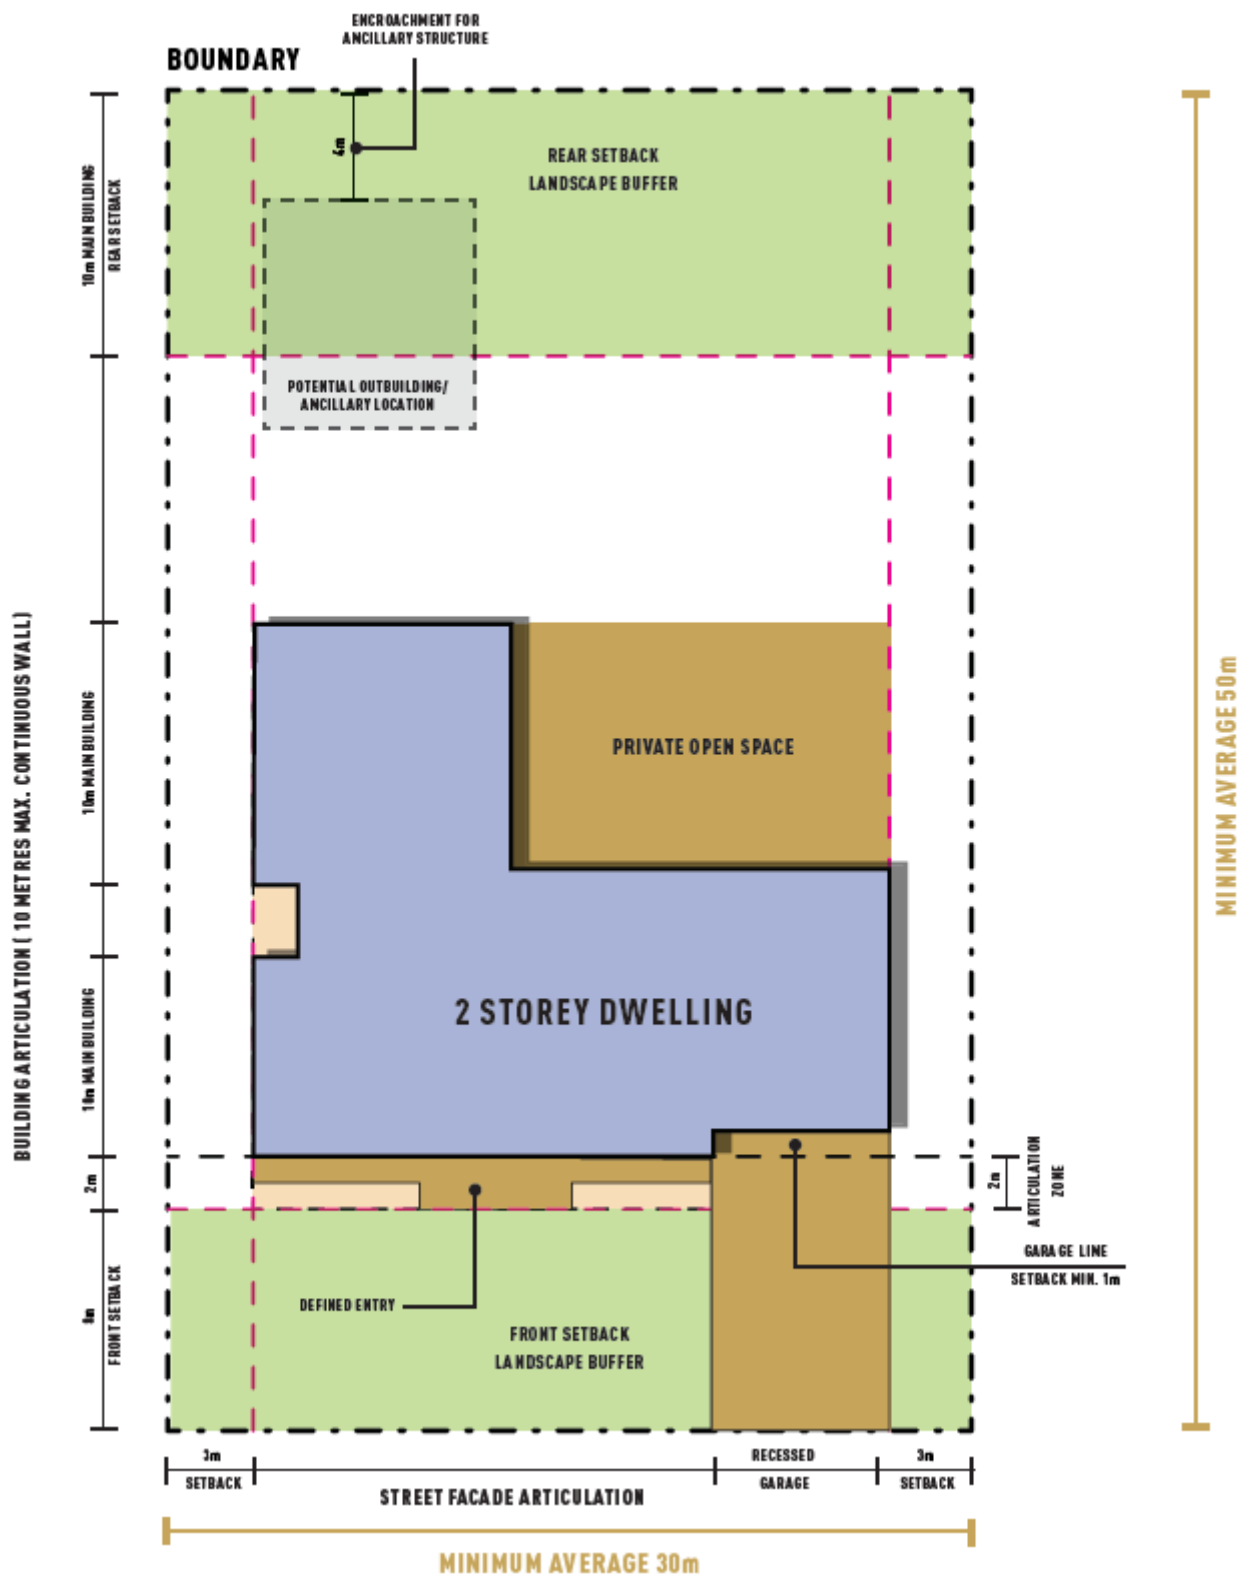 ENCROACHMENT FOR
ANCILLARY STRUCTURE
BOUNDARY
4m
REAR SETBACK
LANDSCAPE BUFFER
10m MAIN BUILDING
REAR SETBACK
POTENTIAL OUTBUILDING/
ANCILLARY LOCATION
BUILDING ARTICULATION ( 10 METRES MAX. CONTINUOUS WALL)
10m MAIN BUILDING
PRIVATE OPEN SPACE
MINIMUM AVERAGE 50m
10m MAIN BUILDING
2 STOREY DWELLING
2m
2m
ARTICULATION
ZONE
GARAGE LINE
SETBACK MIN. 1m
8m
FRONT SETBACK
DEFINED ENTRY
FRONT SETBACK
LANDSCAPE BUFFER
3m
SETBACK
STREET FACADE ARTICULATION
RECESSED
GARAGE
3m
SETBACK
MINIMUM AVERAGE 30m